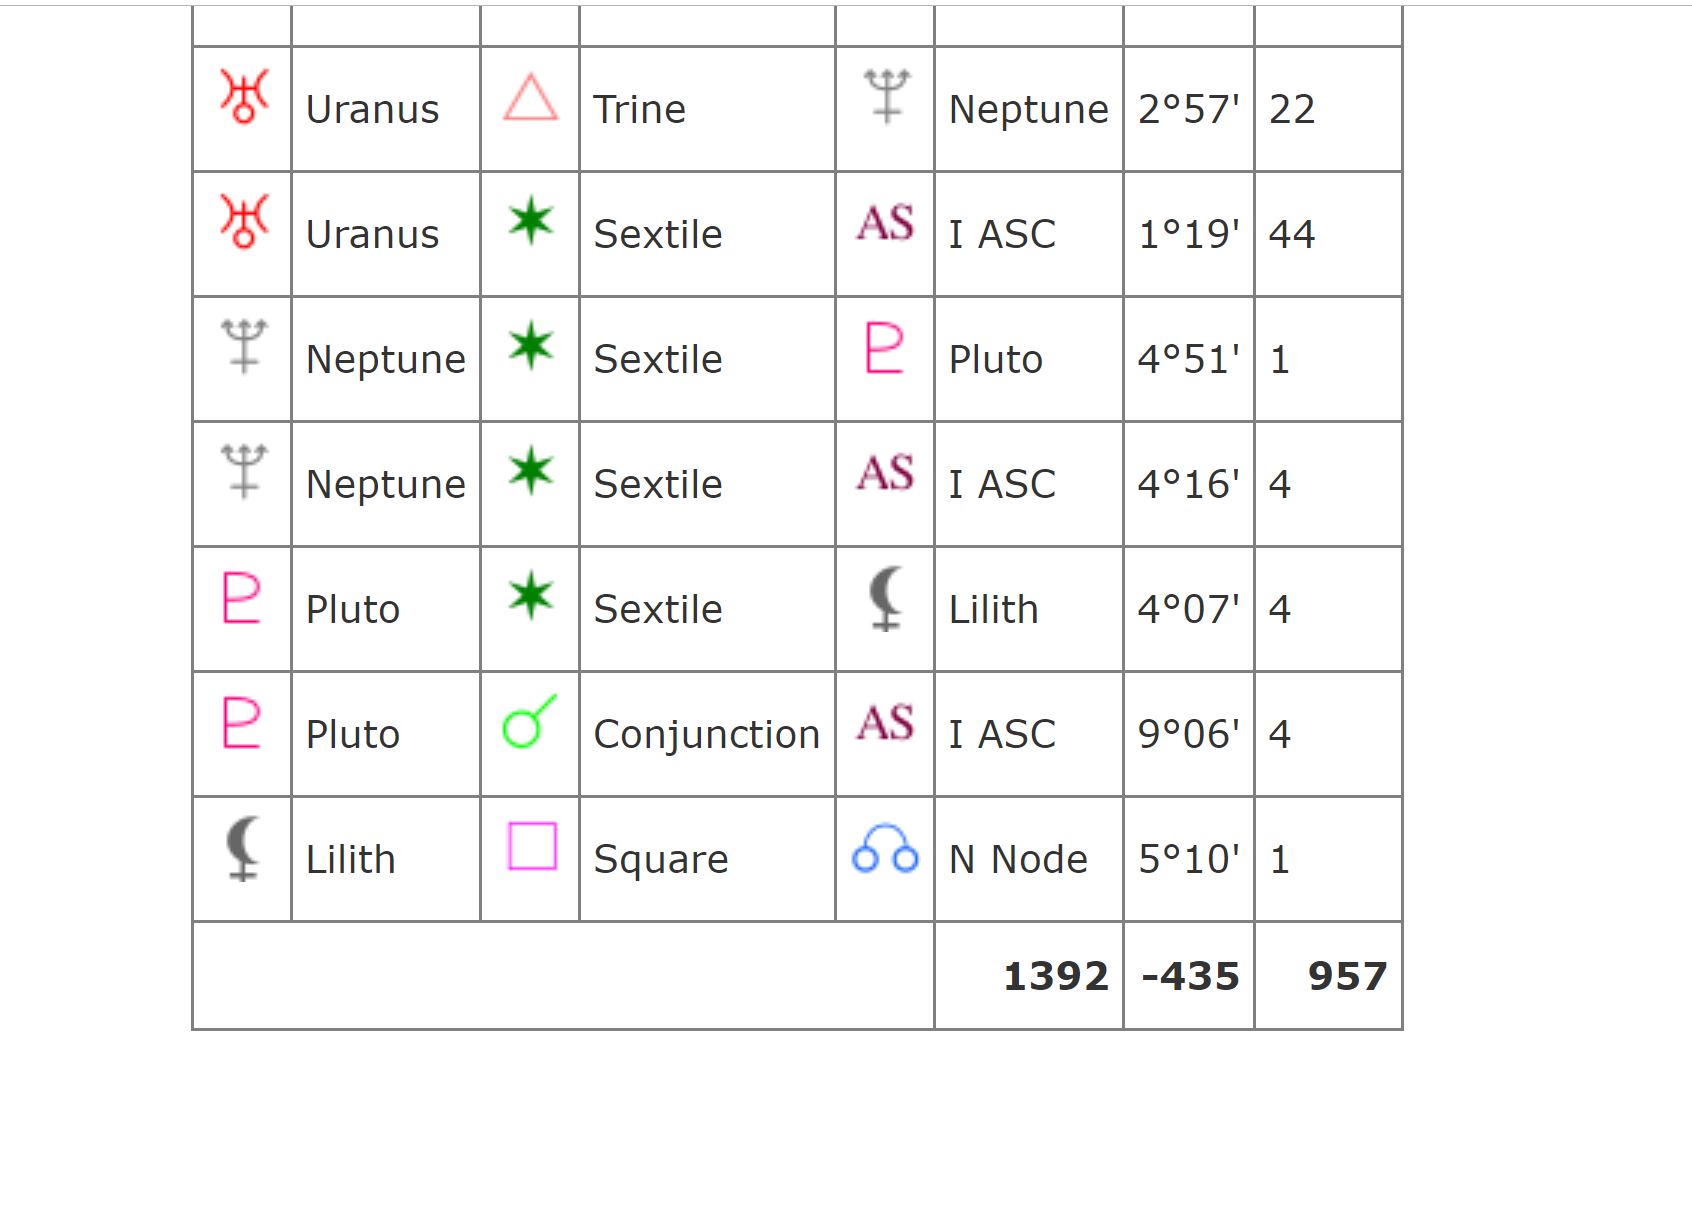 Uranus Trine Neptune 2°57' 22
Uranus Sextile AS I ASC 1°19' 44
Neptune Sextile Pluto 4°51' 1
Neptune Sextile AS I ASC 4°16' 4
Pluto Sextile Lilith 4°07' 4
Pluto Conjunction AS I ASC 9°06' 4
Lilith Square N Node 5°10' 1
1392 -435 957